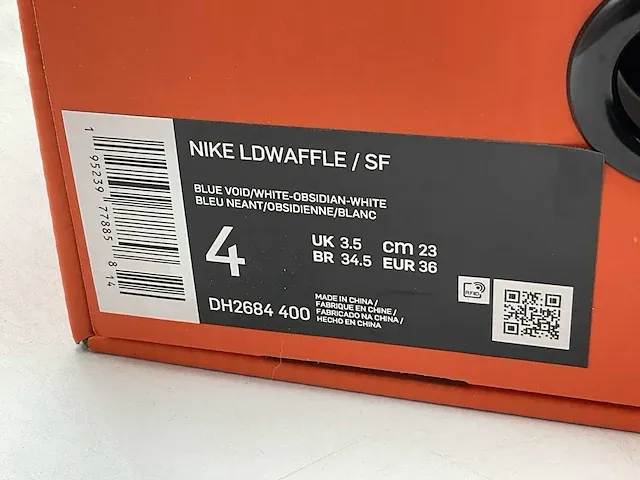 NIKE LDWAFFLE / SF
BLUE VOID/WHITE-OBSIDIAN-WHITE
BLEU NEANT/OBSIDIENNE/BLANC
4
UK 3.5 cm 23
BR 34.5 EUR 36
DH2684 400
MADE IN CHINA /
FABRIQUE EN CHINE /
FABRICADO NA CHINA /
HECHO EN CHINA
RFID
1 95239 77885 8 14